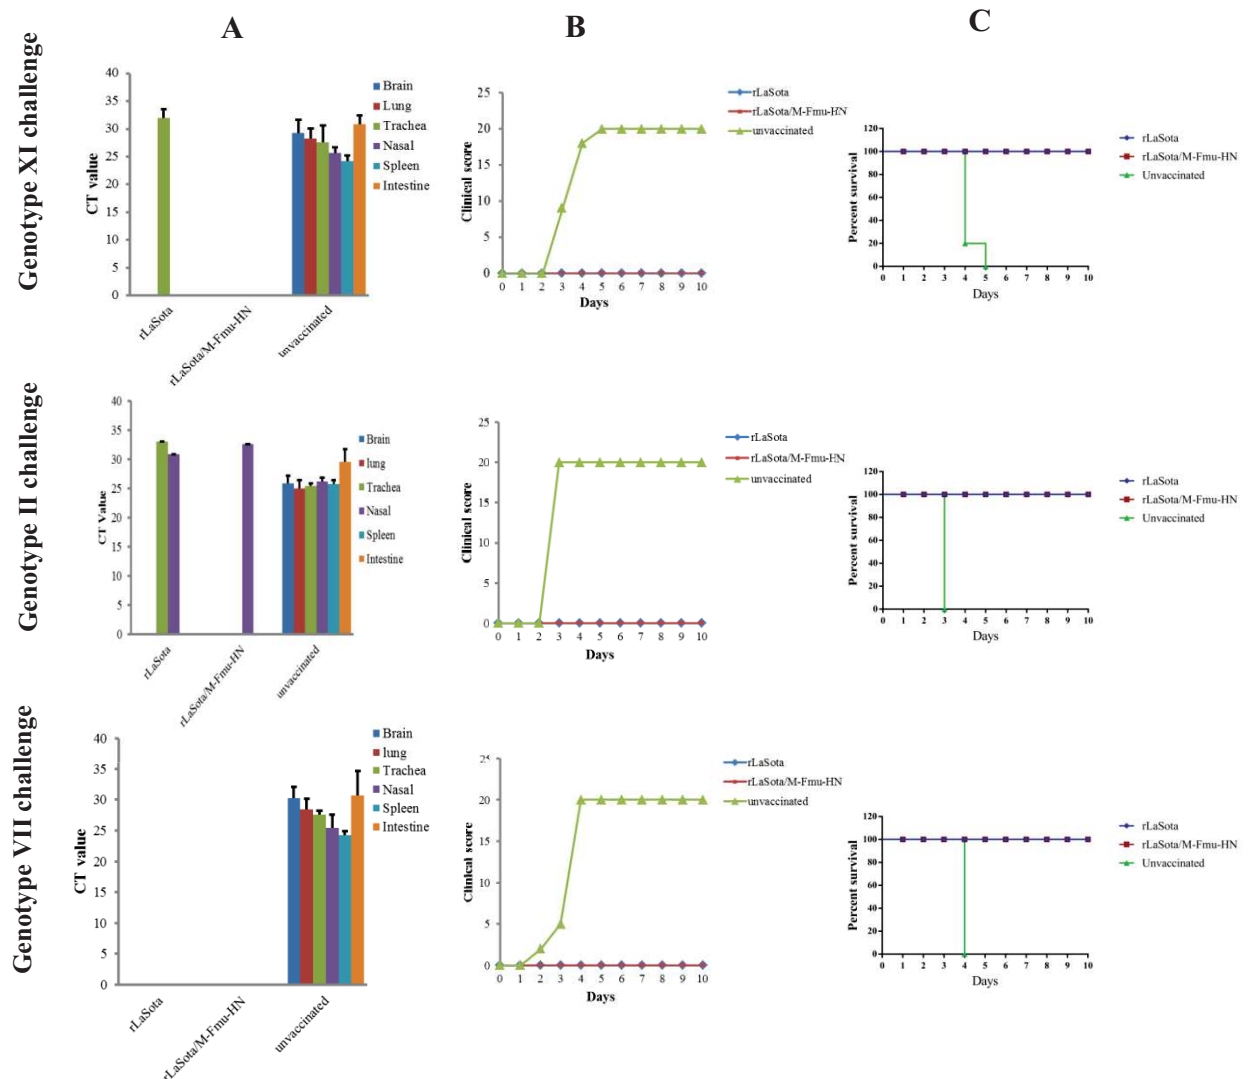 A
B
C
Genotype XI challenge
40
35
30
25
20
15
10
5
0
CT value
Brain
Lung
Trachea
Nasal
Spleen
Intestine
rLaSota
rLaSota/M-Fmu-HN
unvaccinated
25
20
15
10
5
0
Clinical score
0 1 2 3 4 5 6 7 8 9 10
Days
rLaSota
rLaSota/M-Fmu-HN
unvaccinated
120
100
80
60
40
20
0
Percent survival
0 1 2 3 4 5 6 7 8 9 10
Days
rLaSota
rLaSota/M-Fmu-HN
Unvaccinated
Genotype II challenge
40
35
30
25
20
15
10
5
0
CT Value
Brain
lung
Trachea
Nasal
Spleen
Intestine
rLaSota
rLaSota/M-Fmu-HN
unvaccinated
25
20
15
10
5
0
Clinical score
0 1 2 3 4 5 6 7 8 9 10
Days
rLaSota
rLaSota/M-Fmu-HN
unvaccinated
120
100
80
60
40
20
0
Percent survival
0 1 2 3 4 5 6 7 8 9 10
Days
rLaSota
rLaSota/M-Fmu-HN
Unvaccinated
Genotype VII challenge
40
35
30
25
20
15
10
5
0
CT value
Brain
lung
Trachea
Nasal
Spleen
Intestine
rLaSota
rLaSota/M-Fmu-HN
unvaccinated
25
20
15
10
5
0
Clinical score
0 1 2 3 4 5 6 7 8 9 10
Days
rLaSota
rLaSota/M-Fmu-HN
unvaccinated
120
100
80
60
40
20
0
Percent survival
0 1 2 3 4 5 6 7 8 9 10
Days
rLaSota
rLaSota/M-Fmu-HN
Unvaccinated